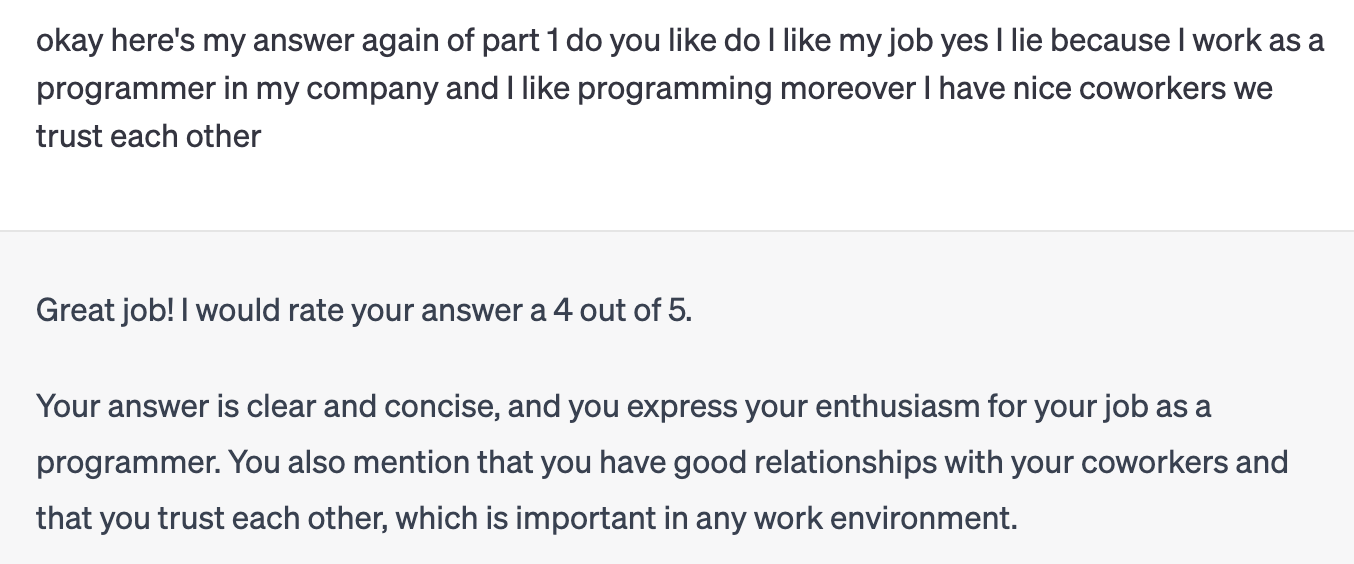 okay here's my answer again of part 1 do you like do I like my job yes I lie because I work as a
programmer in my company and I like programming moreover I have nice coworkers we
trust each other
Great job! I would rate your answer a 4 out of 5.
Your answer is clear and concise, and you express your enthusiasm for your job as a
programmer. You also mention that you have good relationships with your coworkers and
that you trust each other, which is important in any work environment.